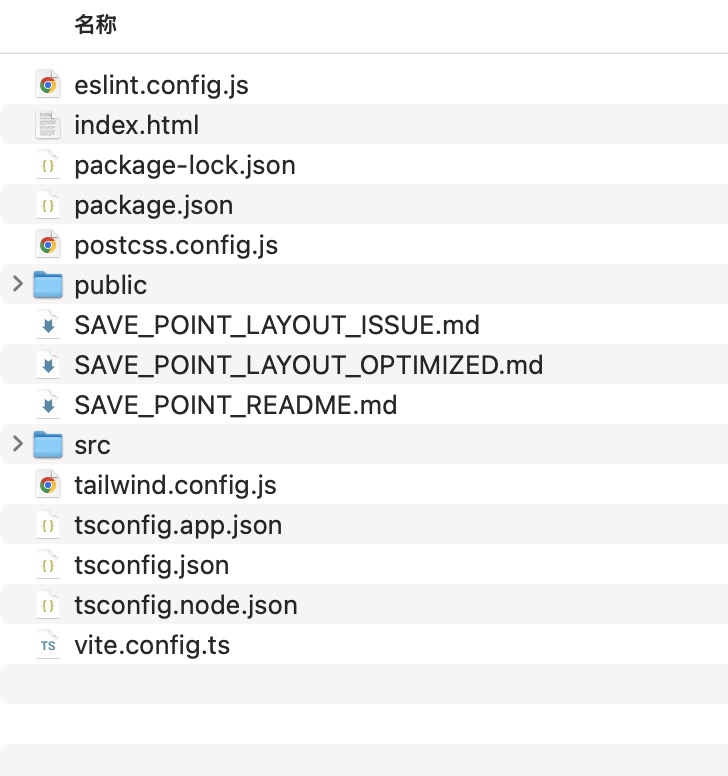 名称
eslint.config.js
index.html
{} package-lock.json
{} package.json
postcss.config.js
public
SAVE_POINT_LAYOUT_ISSUE.md
SAVE_POINT_LAYOUT_OPTIMIZED.md
SAVE_POINT_README.md
src
tailwind.config.js
{} tsconfig.app.json
{} tsconfig.json
{} tsconfig.node.json
TS vite.config.ts